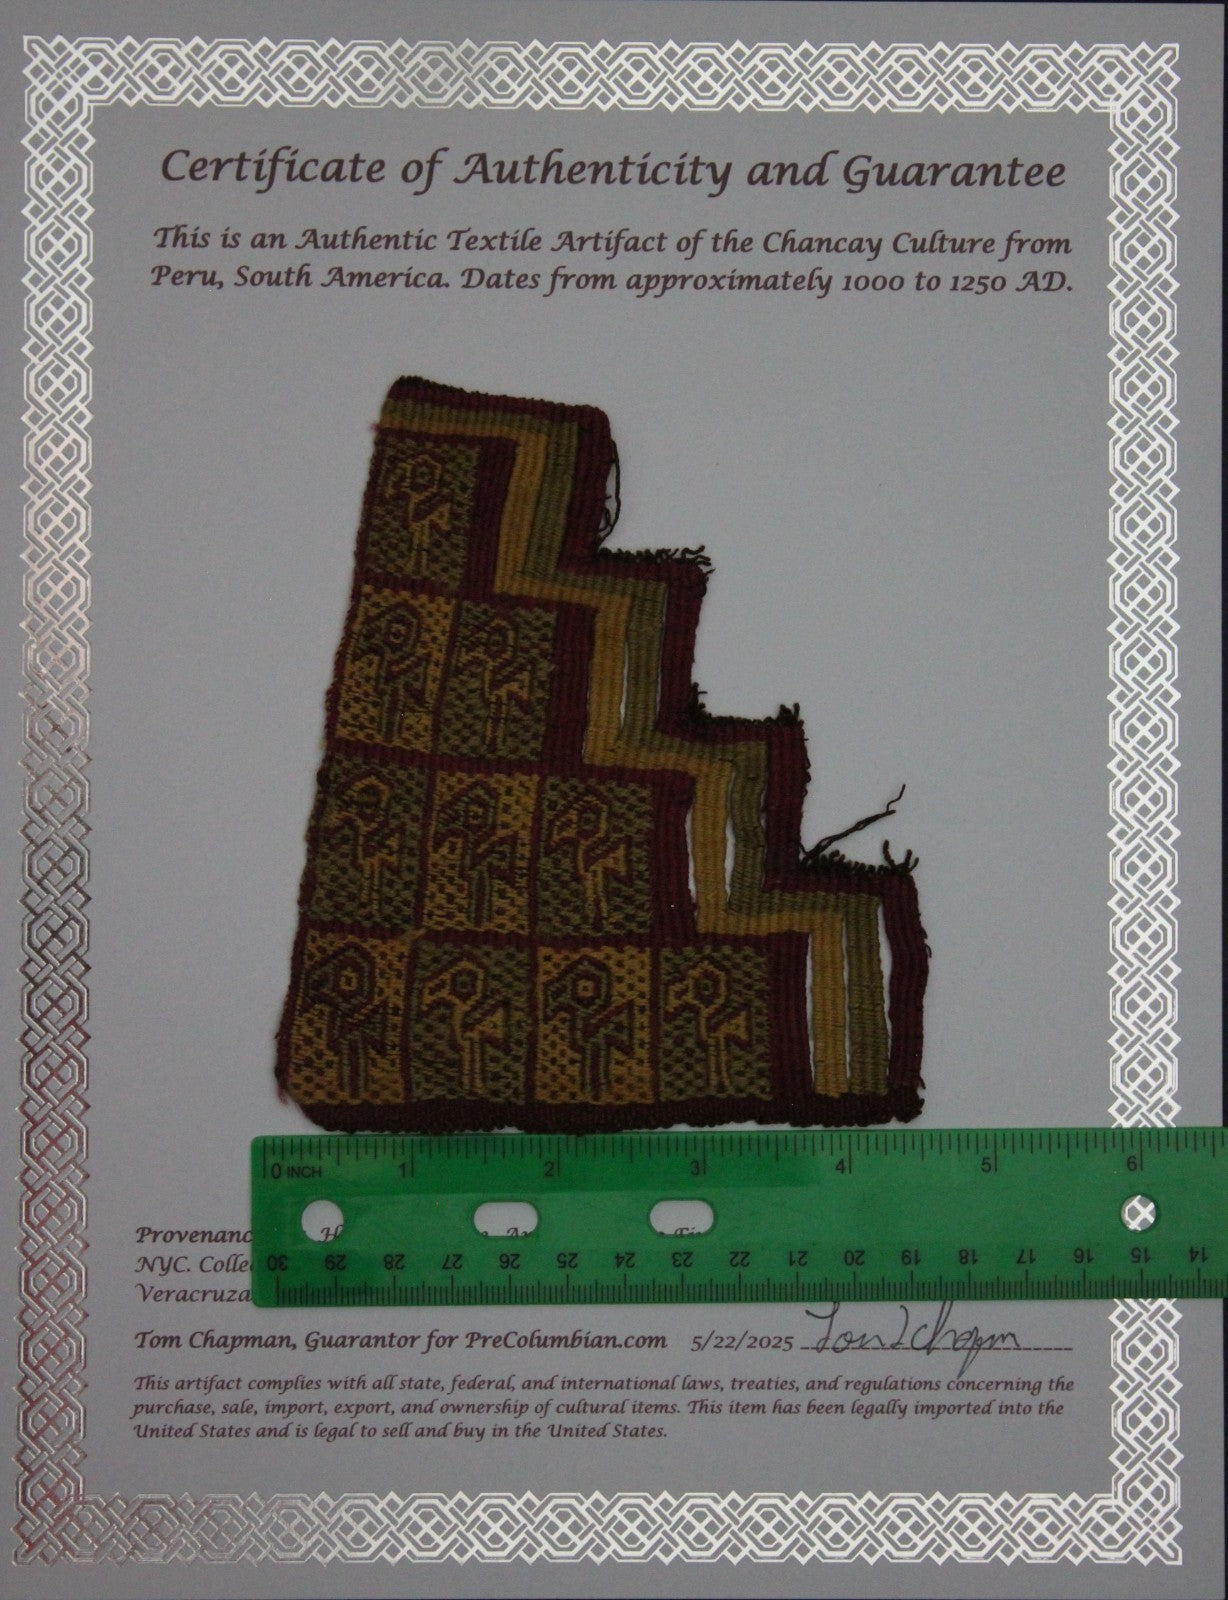 Certificate of Authenticity and Guarantee
This is an Authentic Textile Artifact of the Chancay Culture from
Peru, South America. Dates from approximately 1000 to 1250 AD.
0 INCH 1 2 3 4 5 6
30 29 28 27 26 25 24 23 22 21 20 19 18 17 16 15 14
Provenanc
NYC. Colle
Veracruza
Tom Chapman, Guarantor for PreColumbian.com 5/22/2025
This artifact complies with all state, federal, and international laws, treaties, and regulations concerning the
purchase, sale, import, export, and ownership of cultural items. This item has been legally imported into the
United States and is legal to sell and buy in the United States.